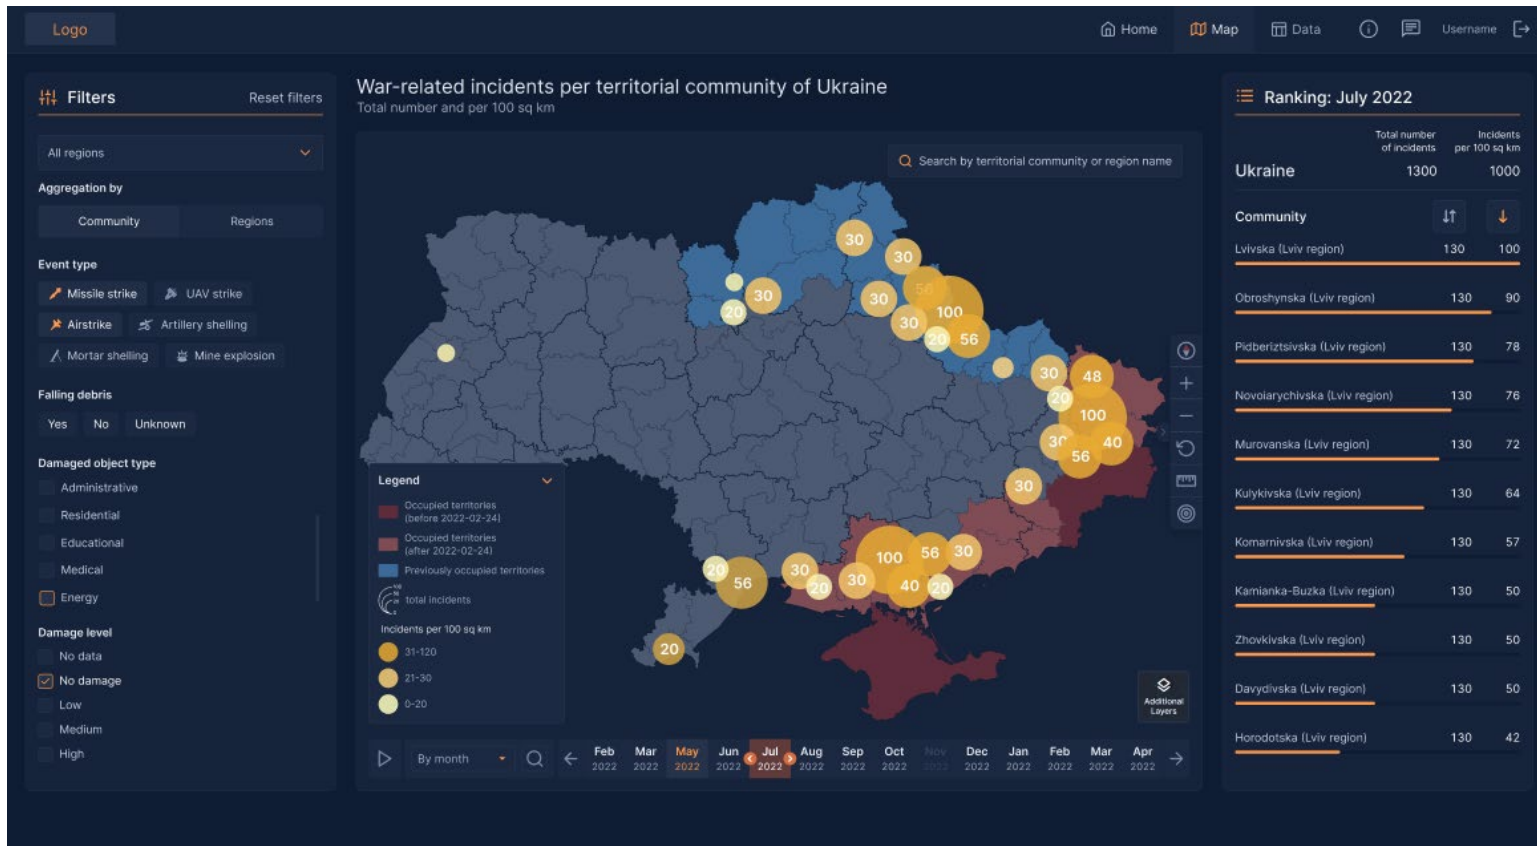 Logo
Home
Map
Data
Username
Filters
Reset filters
All regions
Aggregation by
Community
Regions
Event type
Missile strike
UAV strike
Airstrike
Artillery shelling
Mortar shelling
Mine explosion
Falling debris
Yes No Unknown
Damaged object type
Administrative
Residential
Educational
Medical
Energy
Damage level
No data
No damage
Low
Medium
High
War-related incidents per territorial community of Ukraine
Total number and per 100 sq km
Search by territorial community or region name
30
30
56
30
20
30
100
30
20
56
30
48
20
100
30
40
56
30
100
56
30
20
56
30
20
30
40
20
20
Legend
Occupied territories
(before 2022-02-24)
Occupied territories
(after 2022-02-24)
Previously occupied territories
total incidents
Incidents per 100 sq km
31-120
21-30
0-20
Additional
Layers
By month
Feb Mar May Jun Jul Aug Sep Oct Nov Dec Jan Feb Mar Apr
2022 2022 2022 2022 2022 2022 2022 2022 2022 2022 2022 2022 2022
Ranking: July 2022
Total number
of incidents
Incidents
per 100 sq km
Ukraine 1300 1000
Community
Lvivska (Lviv region) 130 100
Obroshynska (Lviv region) 130 90
Pidberiztsivska (Lviv region) 130 78
Novoiarychivska (Lviv region) 130 76
Murovanska (Lviv region) 130 72
Kulykivska (Lviv region) 130 64
Komarnivska (Lviv region) 130 57
Kamianka-Buzka (Lviv region) 130 50
Zhovkivska (Lviv region) 130 50
Davydivska (Lviv region) 130 50
Horodotska (Lviv region) 130 42